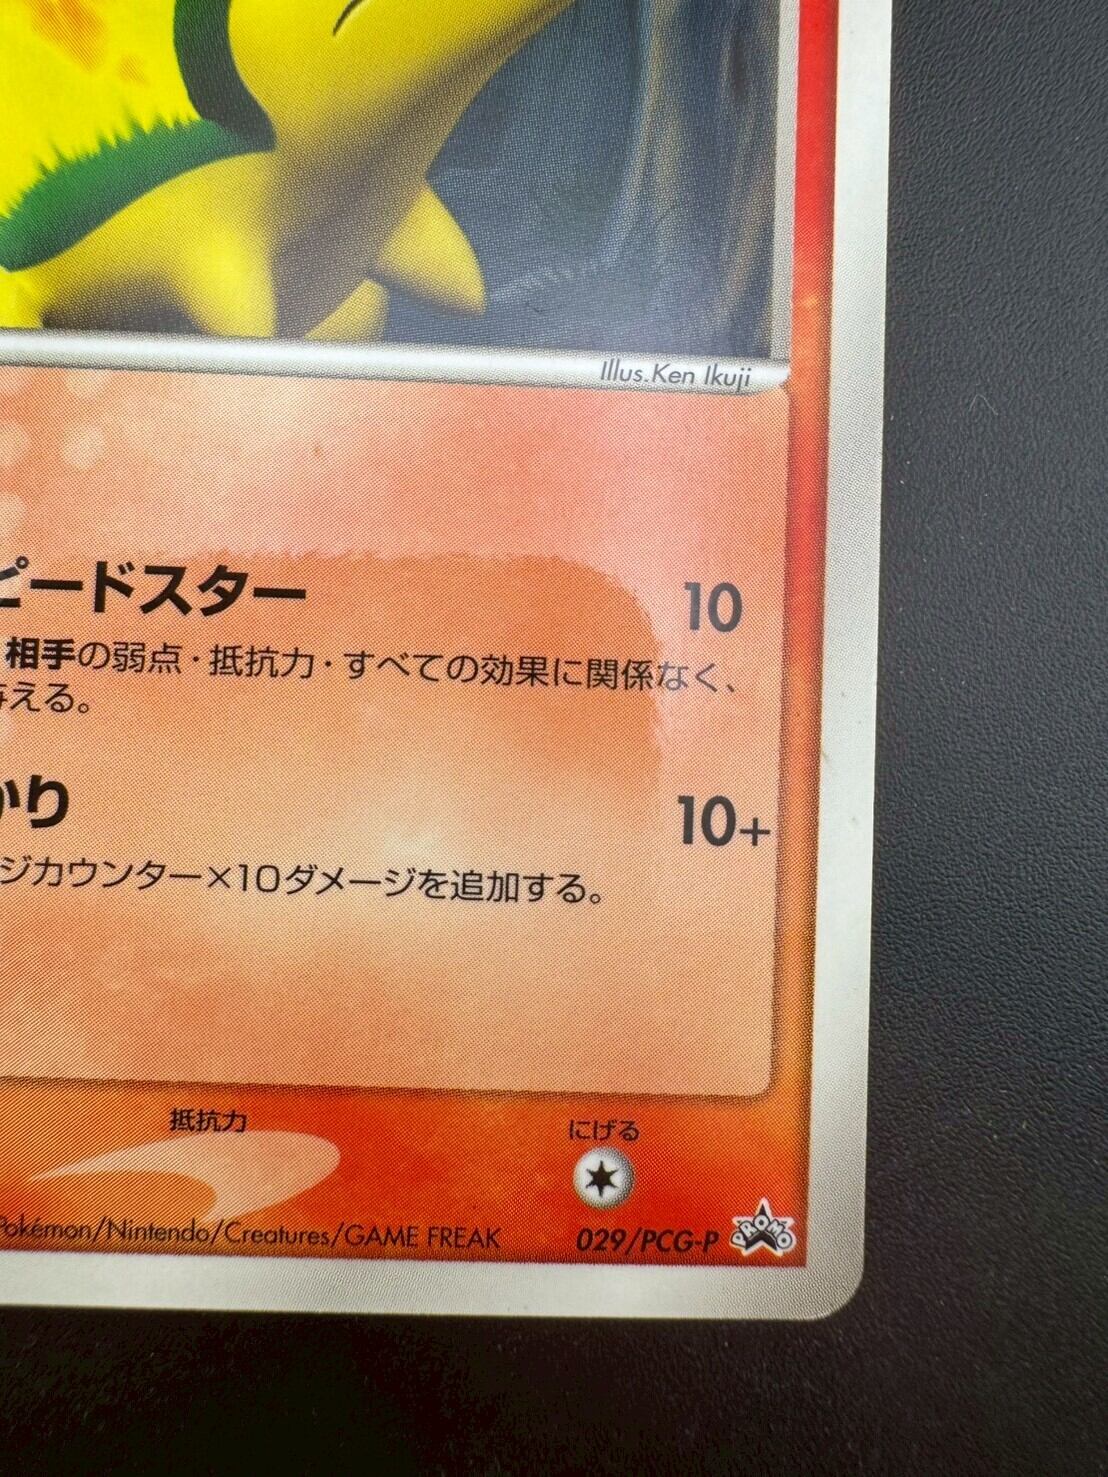 Illus.Ken Ikuji
ピードスター 10
相手の弱点・抵抗力・すべての効果に関係なく、
与える。
かり 10+
ジカウンター×10ダメージを追加する。
抵抗力 にげる
Pokémon/Nintendo/Creatures/GAME FREAK 029/PCG-P PROMO